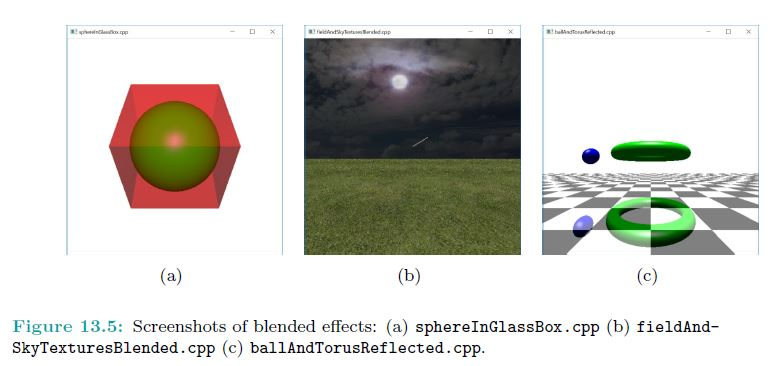 sphereInGlassBox.cpp
fieldAndSkyTexturesBlended.cpp
ballAndTorusReflected.cpp
(a)
(b)
(c)
Figure 13.5: Screenshots of blended effects: (a) sphereInGlassBox.cpp (b) fieldAnd-
SkyTexturesBlended.cpp (c) ballAndTorusReflected.cpp.